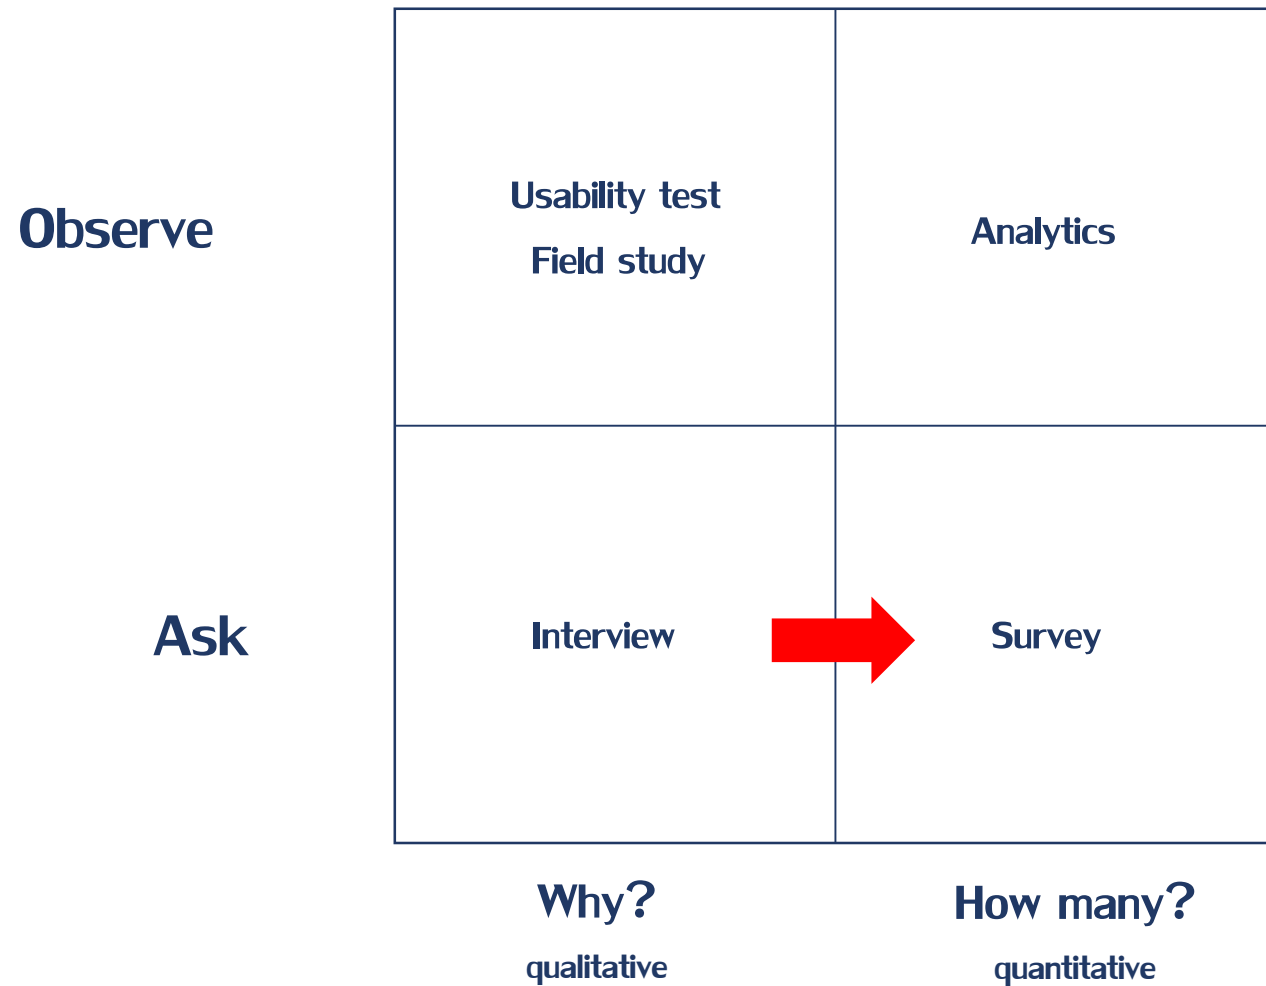 Observe
Usability test
Field study
Analytics
Ask
Interview
Survey
Why?
How many?
qualitative
quantitative